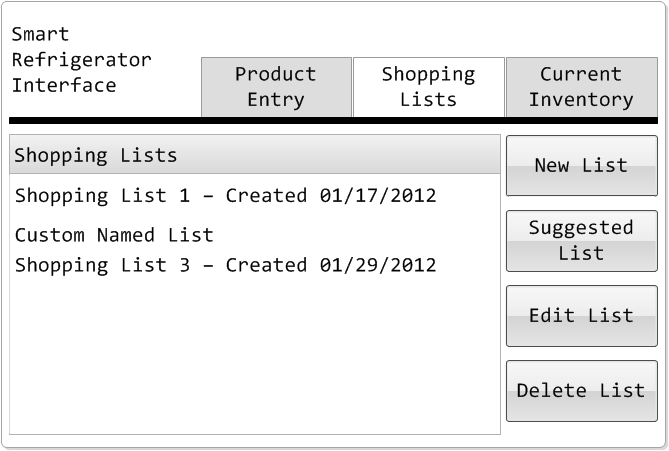 Smart
Refrigerator
Interface
Product
Entry
Shopping
Lists
Current
Inventory
Shopping Lists
Shopping List 1 – Created 01/17/2012
Custom Named List
Shopping List 3 – Created 01/29/2012
New List
Suggested
List
Edit List
Delete List